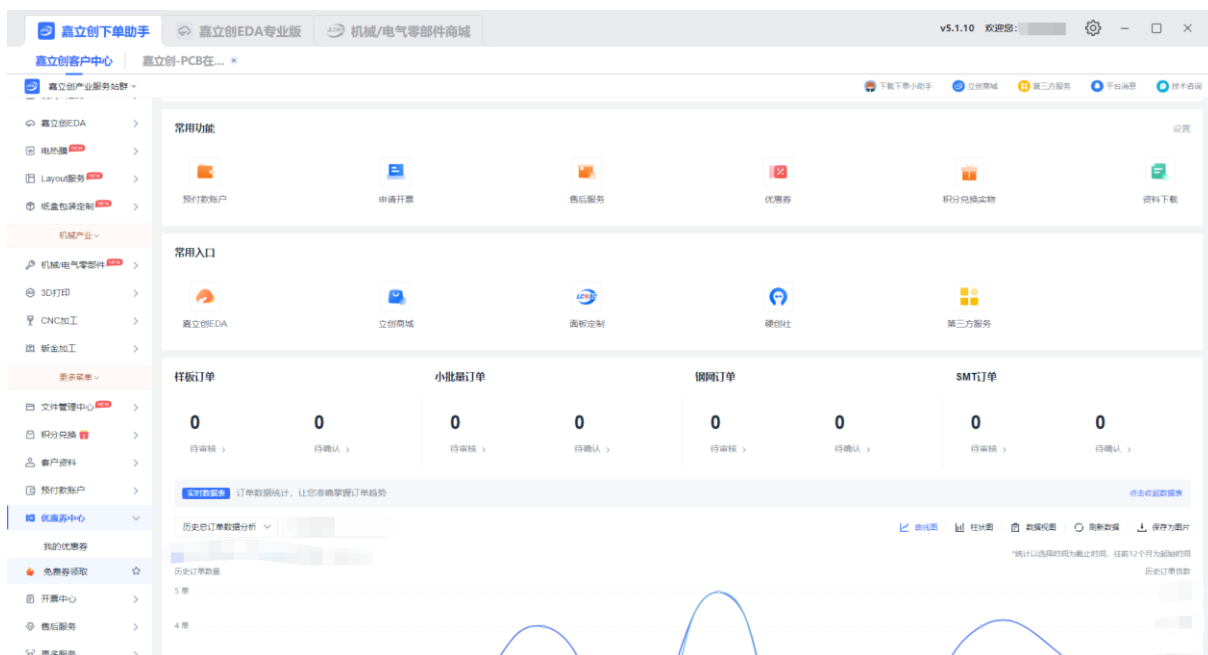 嘉立创下单助手 嘉立创EDA专业版 机械/电气零部件商城 v5.1.10 欢迎您:
嘉立创客户中心 嘉立创-PCB在... ×
嘉立创产业服务站群 下载下单小助手 立创商城 第三方服务 平台消息 技术咨询
嘉立创EDA
电热膜 NEW
Layout服务 NEW
纸盒包装定制 NEW
机械产业
机械/电气零部件 NEW
3D打印
CNC加工
钣金加工
更多菜单
文件管理中心 NEW
积分兑换
客户资料
预付款账户
优惠券中心
我的优惠券
免费券领取
开票中心
售后服务
更多服务
常用功能 设置
预付款账户 申请开票 售后服务 优惠券 积分兑换实物 资料下载
常用入口
嘉立创EDA 立创商城 面板定制 硬创社 第三方服务
样板订单 小批量订单 钢网订单 SMT订单
0 0 0 0 0 0 0 0
待审核 > 待确认 > 待审核 > 待确认 > 待审核 > 待确认 > 待审核 > 待确认 >
实时数据表 订单数据统计，让您准确掌握订单趋势 点击收起数据表
历史总订单数据分析 曲线图 柱状图 数据视图 刷新数据 保存为图片
*统计以选择时间为截止时间，往前12个月为起始时间
历史订单数量 历史订单货款
5 单
4 单